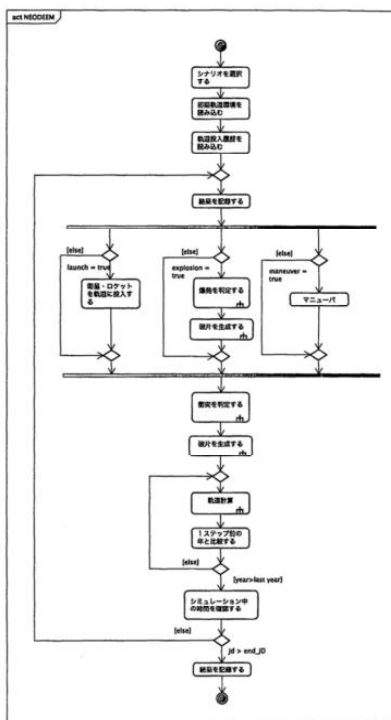 act NEODEEM
シナリオを選択
する
初期軌道環境を
読み込む
軌道投入履歴を
読み込む
結果を記録する
[else]
launch = true
衛星・ロケット
を軌道に投入す
る
[else]
explosion =
true
爆発を判定する
破片を生成する
[else]
maneuver =
true
マニューバ
衝突を判定する
破片を生成する
軌道計算
1ステップ前の
年と比較する
[else]
[year>last year]
シミュレーション中
の時間を確認する
[else]
jd > end_JD
結果を記録する